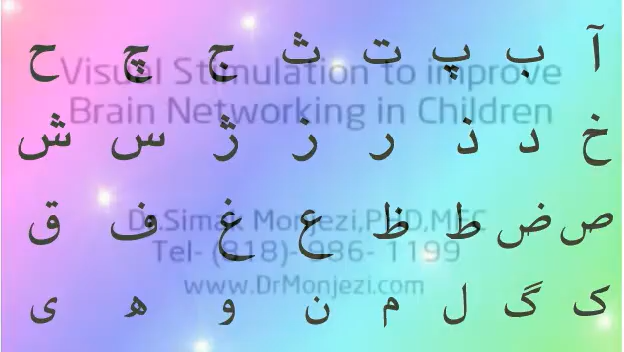 آ ب پ ت ث ج چ ح
Visual Stimulation to improve
Brain Networking in Children
خ د ذ ر ز ژ س ش
ص ض ط ظ ع غ ف ق
Dr.Simak Monjezi,PHD,MFC
Tel- (818)- 986- 1199
www.DrMonjezi.com
ک گ ل م ن و ه ی